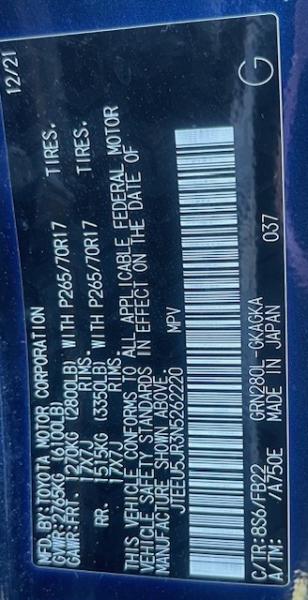 MFD.BY:TOYOTA MOTOR CORPORATION 12/21
GVWR:2765KG (6100LB)
GAWR:FRT. 1270KG (2800LB) WITH P265/70R17 TIRES.
17X7J RIMS.
RR. 1515KG (3350LB) WITH P265/70R17 TIRES.
17X7J RIMS.
THIS VEHICLE CONFORMS TO ALL APPLICABLE FEDERAL MOTOR
VEHICLE SAFETY STANDARDS IN EFFECT ON THE DATE OF
MANUFACTURE SHOWN ABOVE.
JTEEU5JR3N5262220 MPV
C/TR:8S6/FB22 GRN280L-GKAGKA
A/TM: /A750E MADE IN JAPAN 037
G